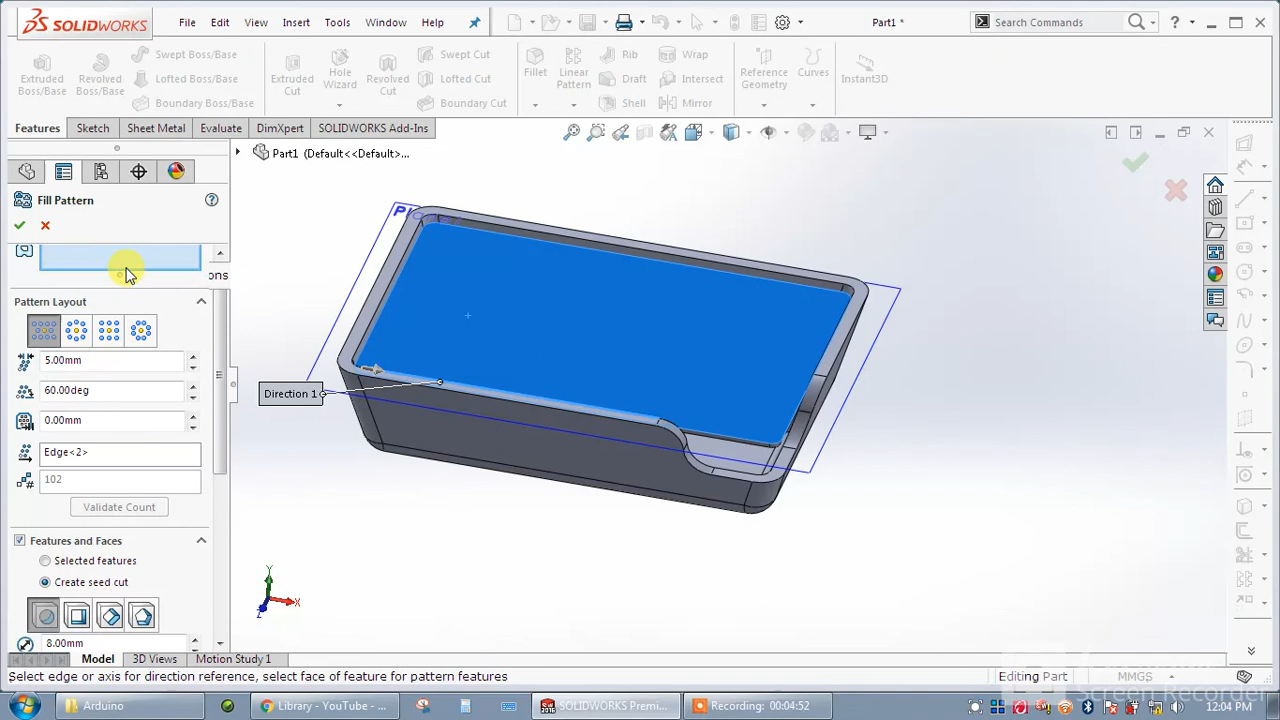 SOLIDWORKS
File
Edit
View
Insert
Tools
Window
Help
Part1 *
Search Commands
?
Extruded
Boss/Base
Revolved
Boss/Base
Swept Boss/Base
Lofted Boss/Base
Boundary Boss/Base
Extruded
Cut
Hole
Wizard
Revolved
Cut
Swept Cut
Lofted Cut
Boundary Cut
Fillet
Linear
Pattern
Rib
Draft
Shell
Wrap
Intersect
Mirror
Reference
Geometry
Curves
Instant3D
Features
Sketch
Sheet Metal
Evaluate
DimXpert
SOLIDWORKS Add-Ins
Part1 (Default<<Default>...
Fill Pattern
?
ons
Pattern Layout
5.00mm
60.00deg
0.00mm
Edge<2>
102
Validate Count
Features and Faces
Selected features
Create seed cut
8.00mm
Direction 1
Y
X
Z
Model
3D Views
Motion Study 1
Select edge or axis for direction reference, select face of feature for pattern features
Editing Part
MMGS
Screen Recorder
Arduino
Library - YouTube - ...
SOLIDWORKS Premi...
Recording: 00:04:52
12:04 PM